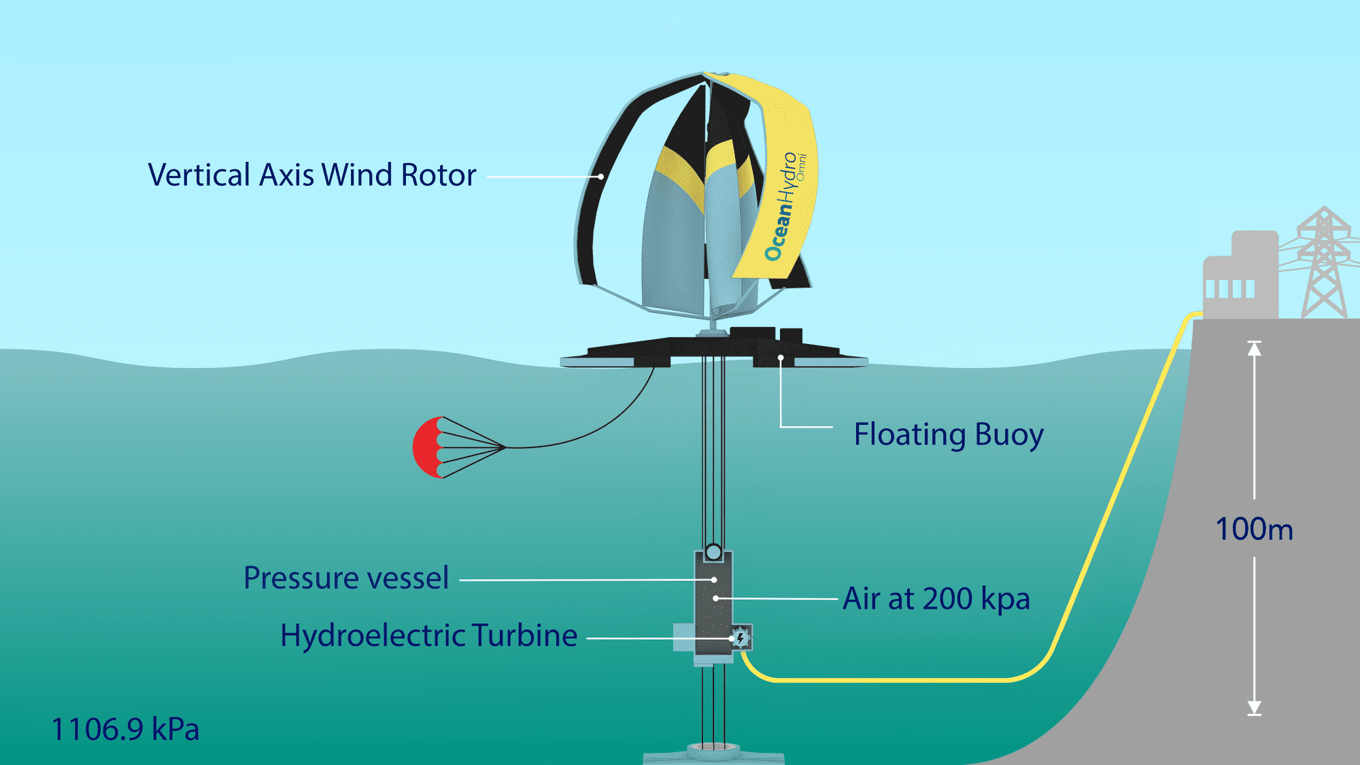 Vertical Axis Wind Rotor
OceanHydro
Omni
Floating Buoy
100m
Pressure vessel
Air at 200 kpa
Hydroelectric Turbine
1106.9 kPa